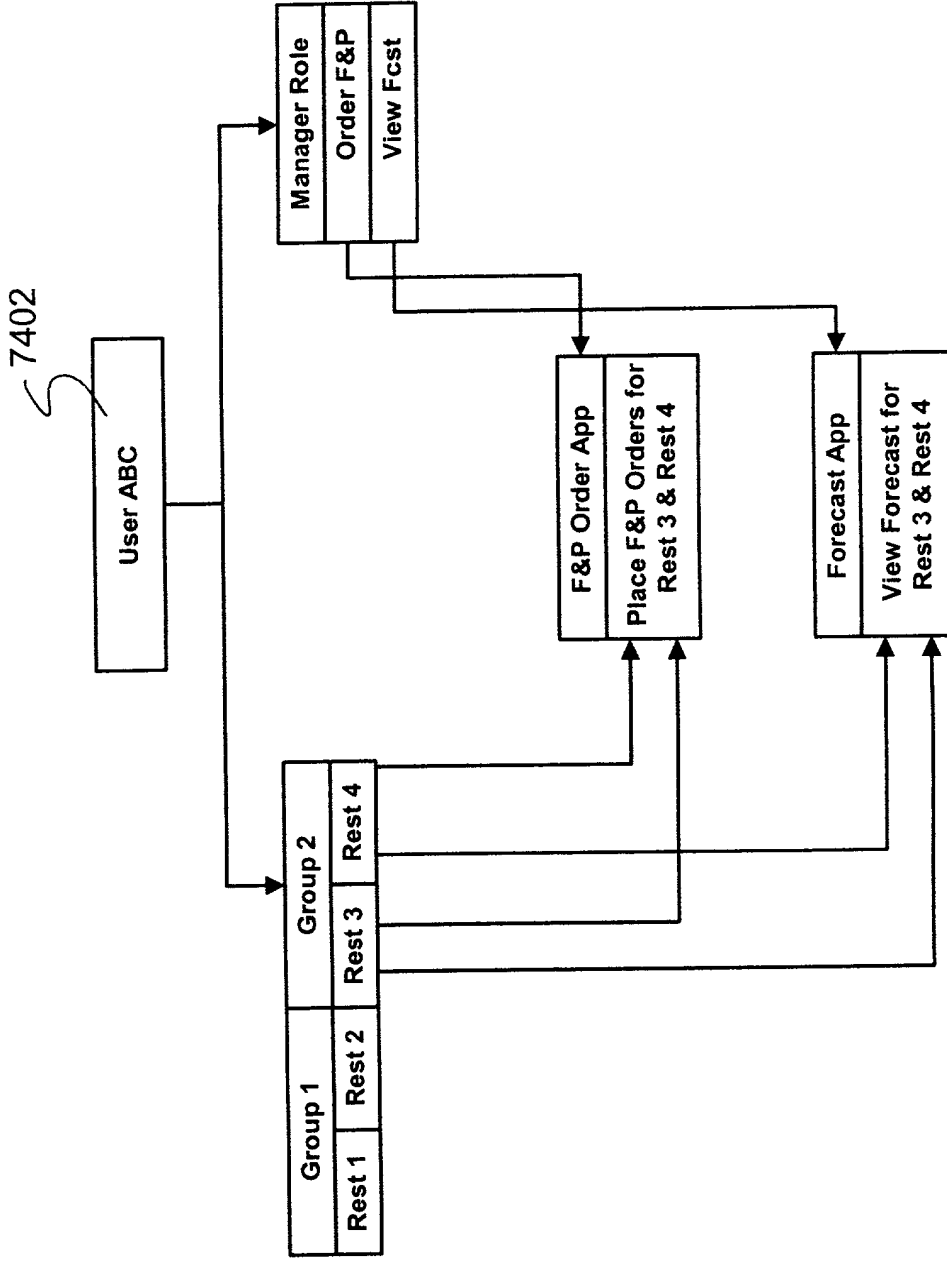 7402
User ABC
Group 1
Group 2
Rest 1
Rest 2
Rest 3
Rest 4
Manager Role
Order F&P
View Fcst
F&P Order App
Place F&P Orders for
Rest 3 & Rest 4
Forecast App
View Forecast for
Rest 3 & Rest 4